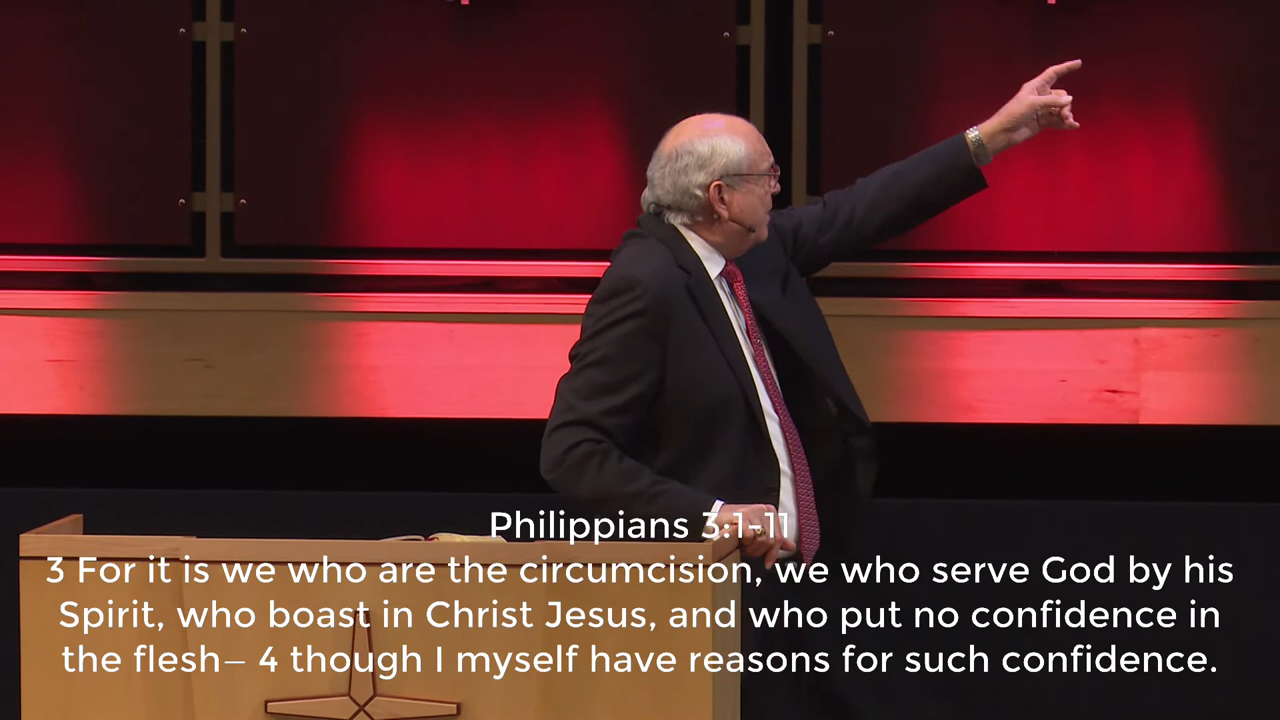 Philippians 3:1-11
3 For it is we who are the circumcision, we who serve God by his
Spirit, who boast in Christ Jesus, and who put no confidence in
the flesh— 4 though I myself have reasons for such confidence.